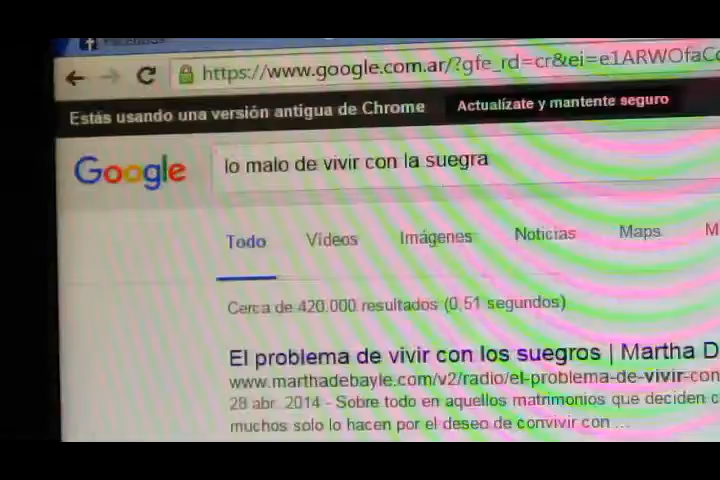 Facebook
https://www.google.com.ar/?gfe_rd=cr&ei=e1ARWOfaCc
Estás usando una versión antigua de Chrome Actualízate y mantente seguro
Google lo malo de vivir con la suegra
Todo Vídeos Imágenes Noticias Maps M
Cerca de 420.000 resultados (0,51 segundos)
El problema de vivir con los suegros | Martha D
www.marthadebayle.com/v2/radio/el-problema-de-vivir-con
28 abr. 2014 - Sobre todo en aquellos matrimonios que deciden c
muchos solo lo hacen por el deseo de convivir con ...